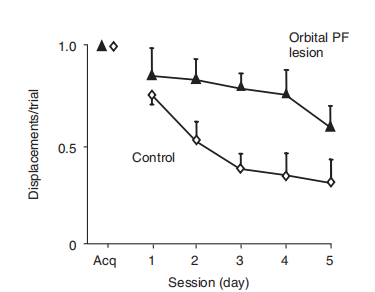 Orbital PF
lesion
1.0
Displacements/trial
0.5
Control
0
Acq 1 2 3 4 5
Session (day)